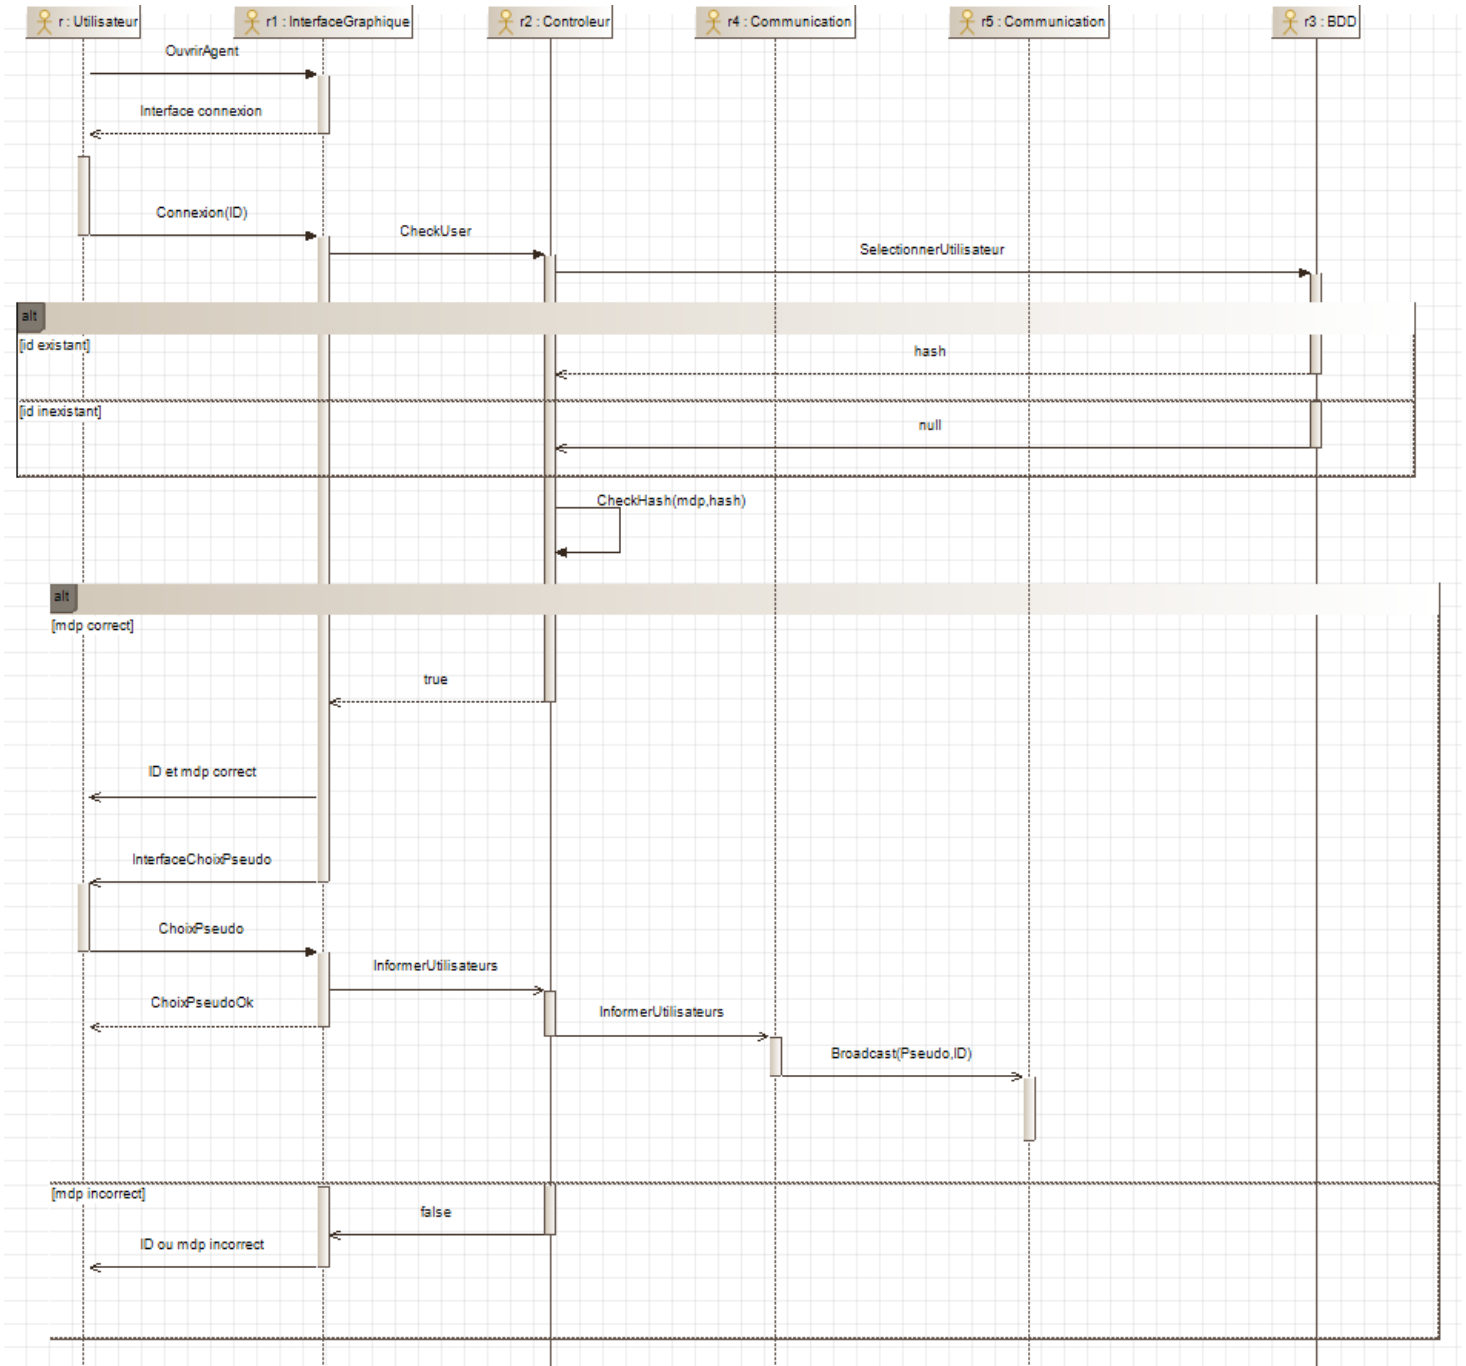 r : Utilisateur
r1 : InterfaceGraphique
r2 : Controleur
r4 : Communication
r5 : Communication
r3 : BDD
OuvrirAgent
Interface connexion
Connexion(ID)
CheckUser
SelectionnerUtilisateur
alt
[id existant]
hash
[id inexistant]
null
CheckHash(mdp,hash)
alt
[mdp correct]
true
ID et mdp correct
InterfaceChoixPseudo
ChoixPseudo
InformerUtilisateurs
ChoixPseudoOk
InformerUtilisateurs
Broadcast(Pseudo,ID)
[mdp incorrect]
false
ID ou mdp incorrect